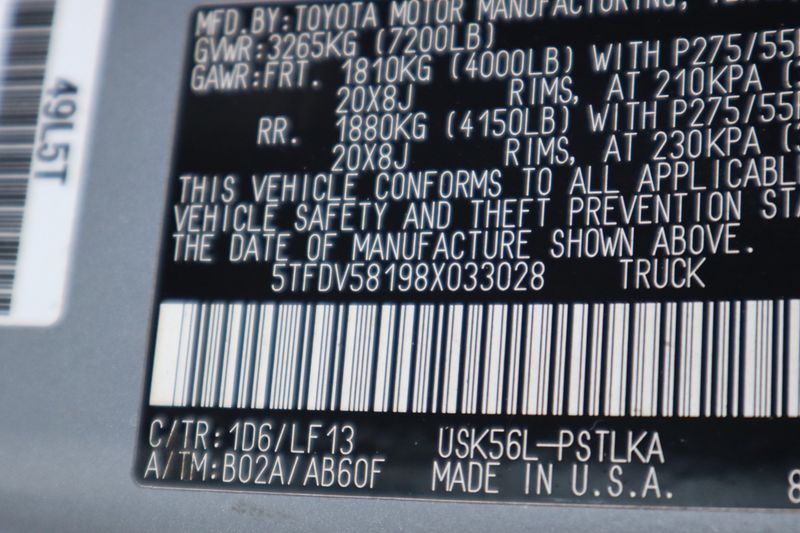 MFD.BY:TOYOTA MOTOR MANUFACTURING,
GVWR:3265KG (7200LB)
GAWR:FRT. 1810KG (4000LB) WITH P275/55
20X8J RIMS, AT 210KPA
RR. 1880KG (4150LB) WITH P275/55
20X8J RIMS, AT 230KPA
THIS VEHICLE CONFORMS TO ALL APPLICABL
VEHICLE SAFETY AND THEFT PREVENTION STA
THE DATE OF MANUFACTURE SHOWN ABOVE.
5TFDV58198X033028 TRUCK
C/TR:1D6/LF13 USK56L-PSTLKA
A/TM:B02A/AB60F MADE IN U.S.A.
8
49L5T